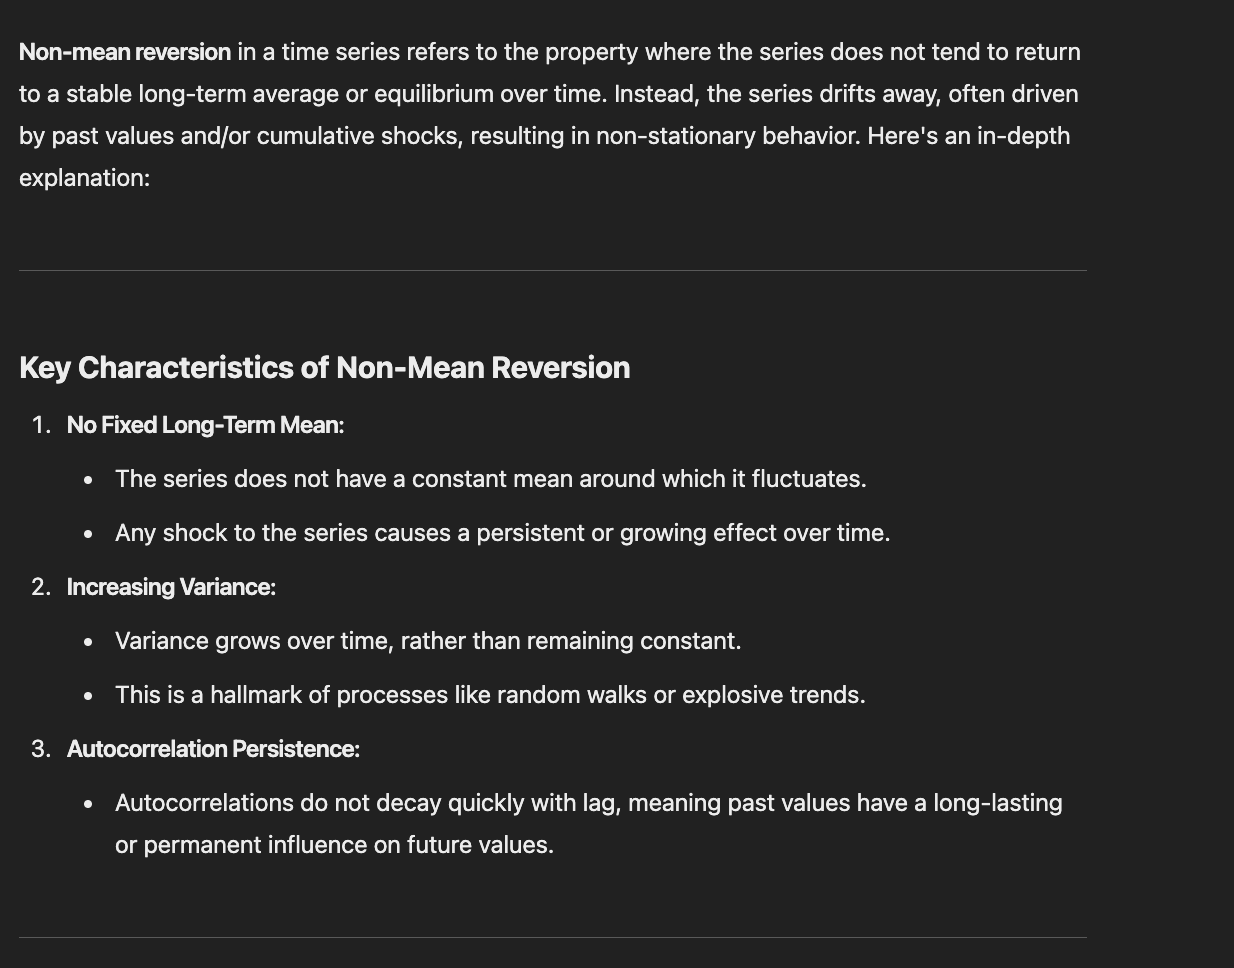 Non-mean reversion in a time series refers to the property where the series does not tend to return
to a stable long-term average or equilibrium over time. Instead, the series drifts away, often driven
by past values and/or cumulative shocks, resulting in non-stationary behavior. Here's an in-depth
explanation:
Key Characteristics of Non-Mean Reversion
1. No Fixed Long-Term Mean:
• The series does not have a constant mean around which it fluctuates.
• Any shock to the series causes a persistent or growing effect over time.
2. Increasing Variance:
• Variance grows over time, rather than remaining constant.
• This is a hallmark of processes like random walks or explosive trends.
3. Autocorrelation Persistence:
• Autocorrelations do not decay quickly with lag, meaning past values have a long-lasting
or permanent influence on future values.